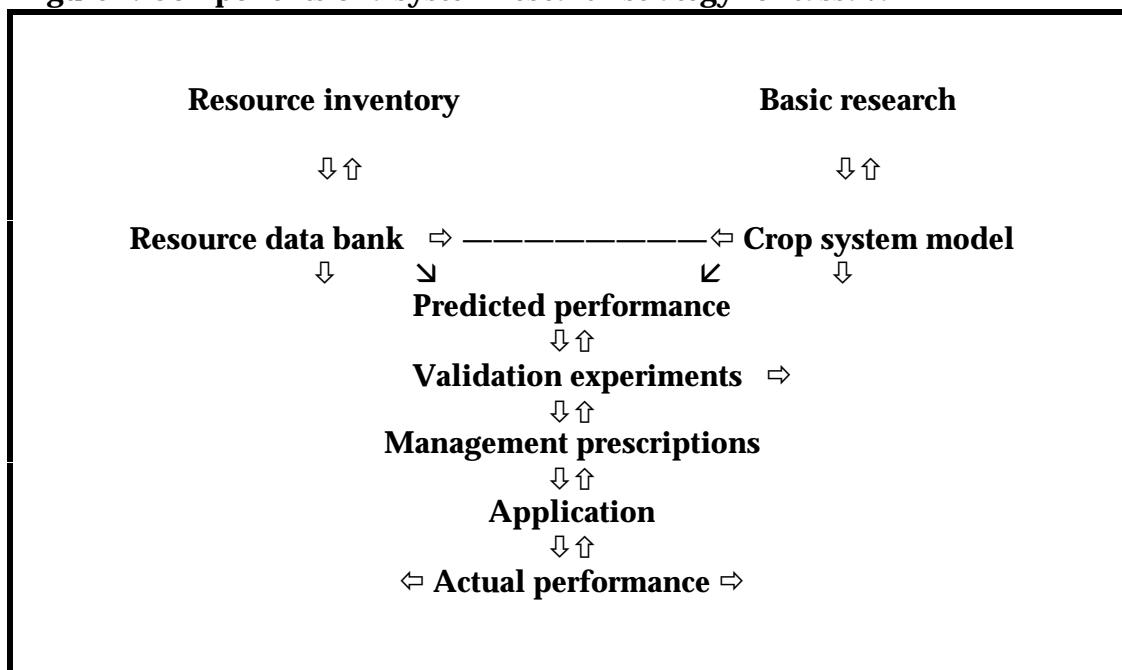 Resource inventory Basic research
⇩⇧ ⇩⇧
Resource data bank ⇨ ———————— ⇦ Crop system model
⇩ ➘ ⇙ ⇩
Predicted performance
⇩⇧
Validation experiments ⇨
⇩⇧
Management prescriptions
⇩⇧
Application
⇩⇧
⇦ Actual performance ⇨